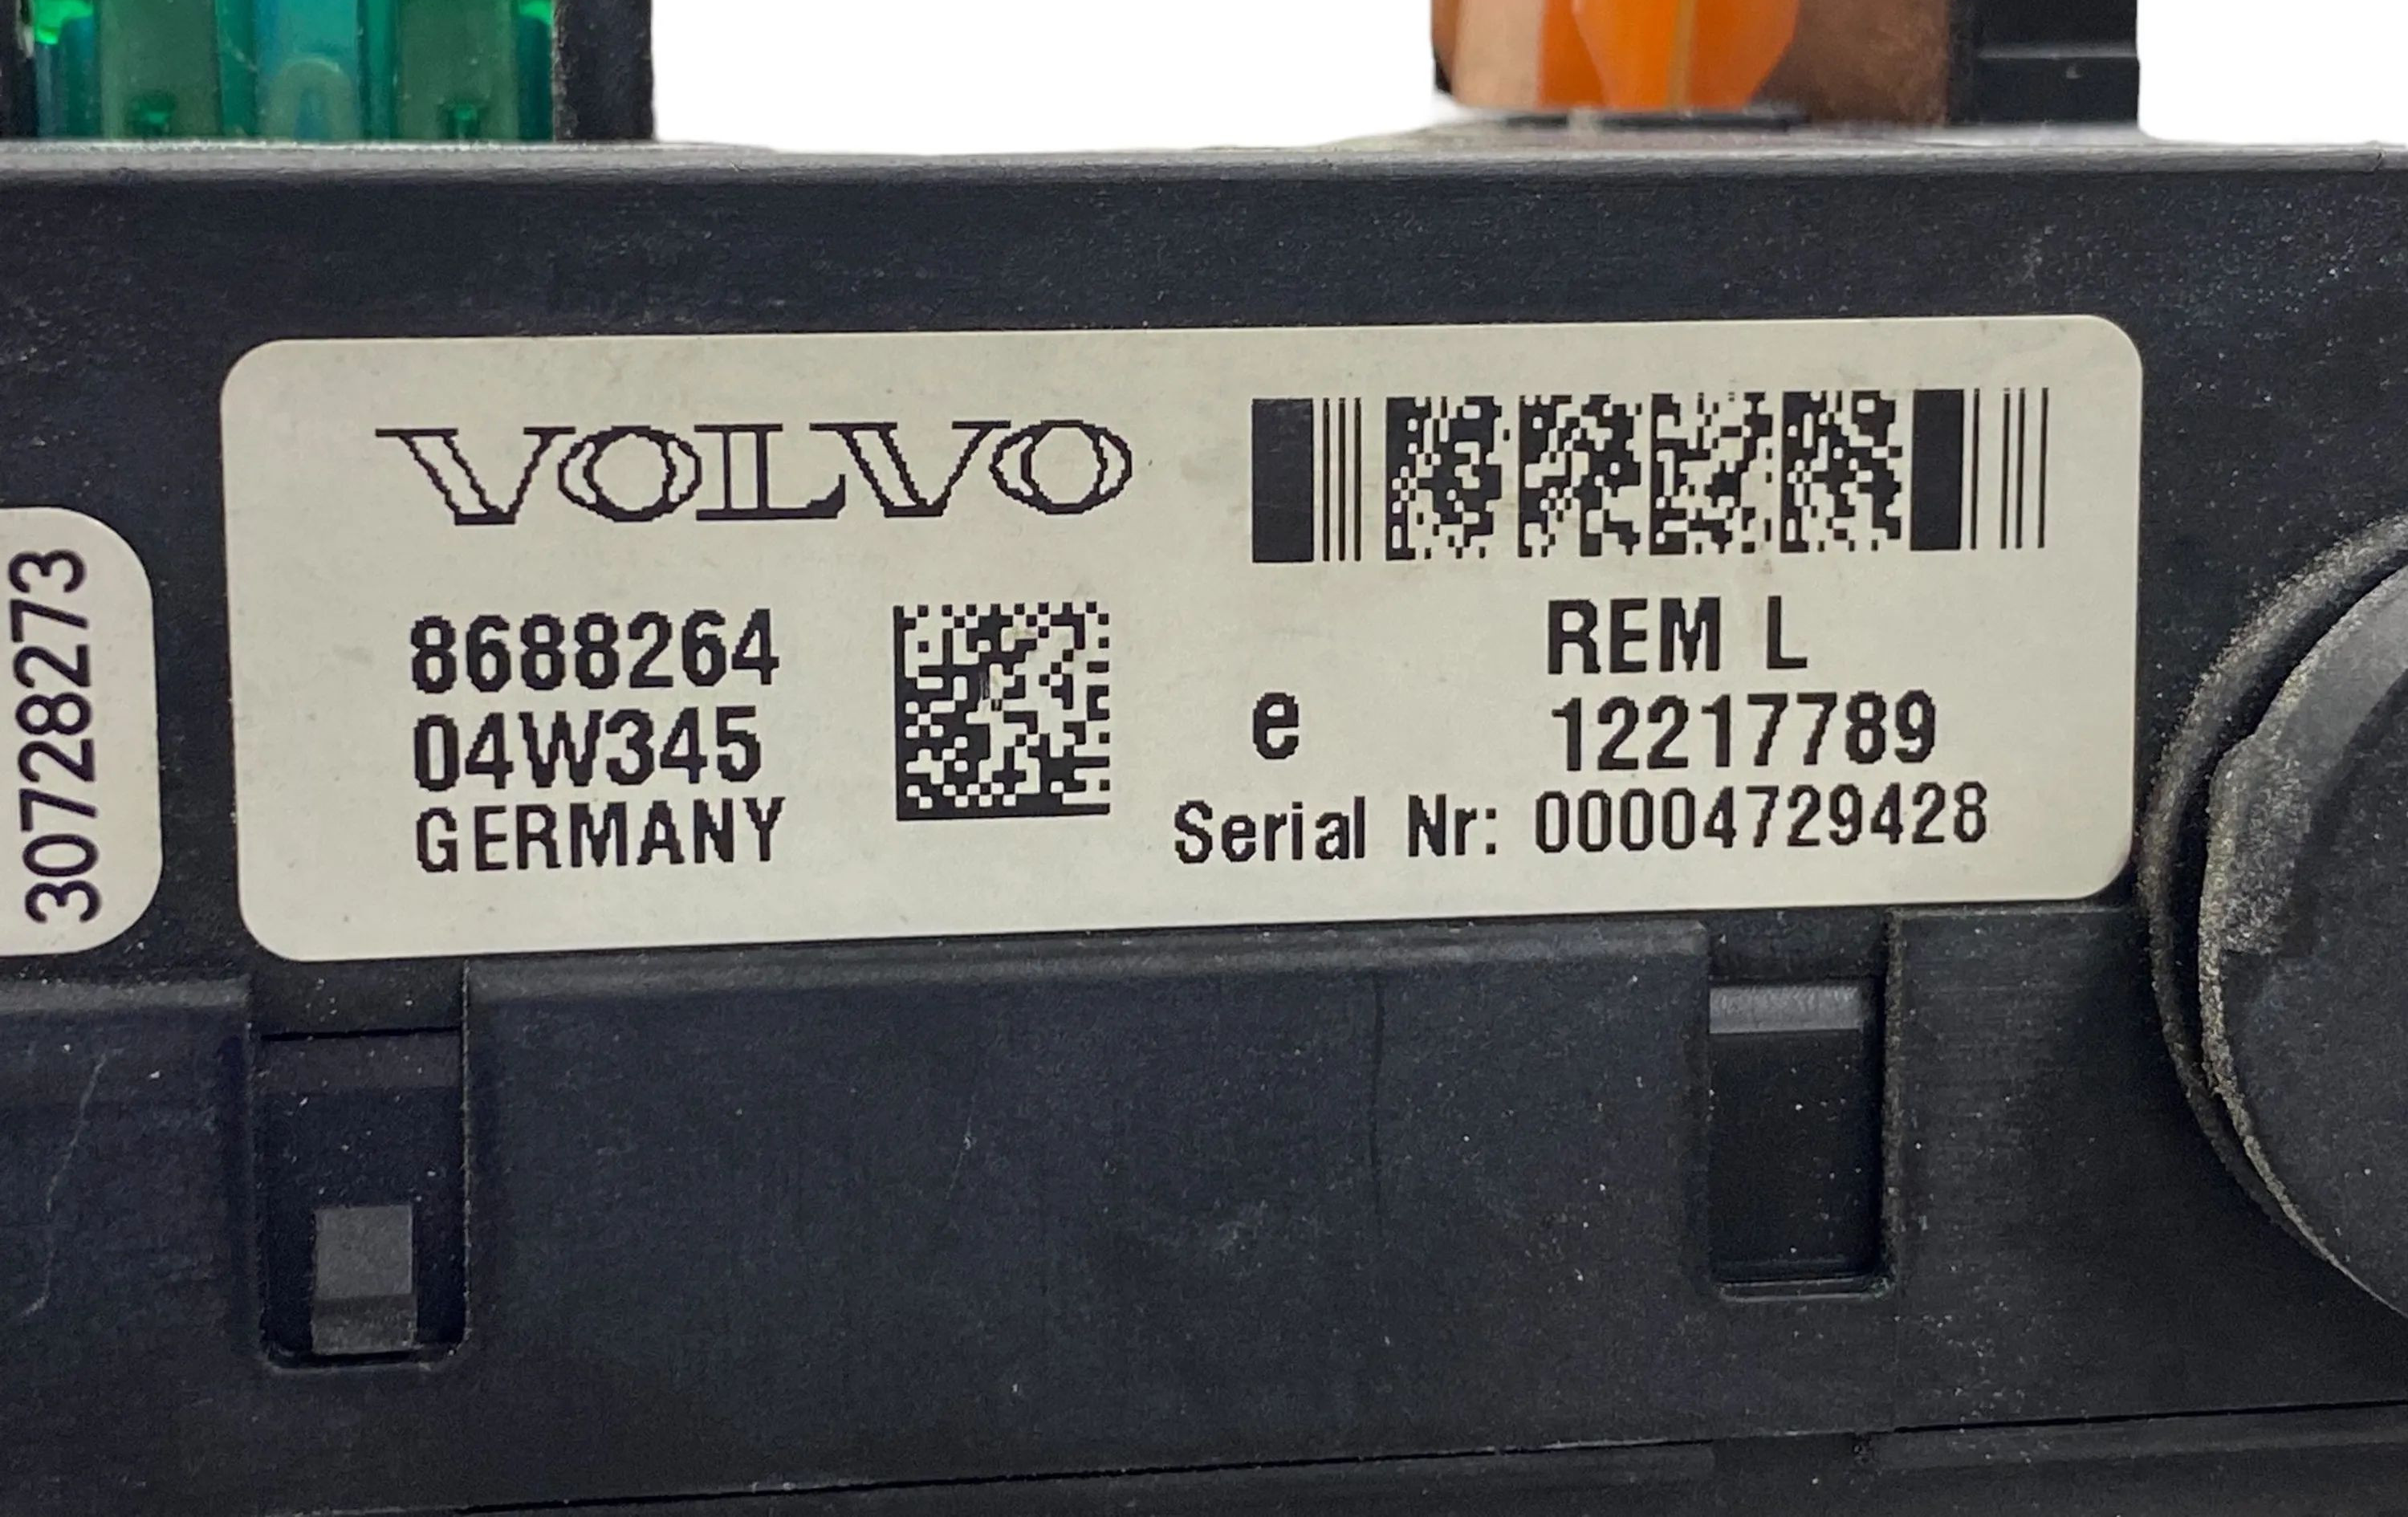 30728273
VOLVO
8688264
04W345
GERMANY
REM L
e 12217789
Serial Nr: 00004729428